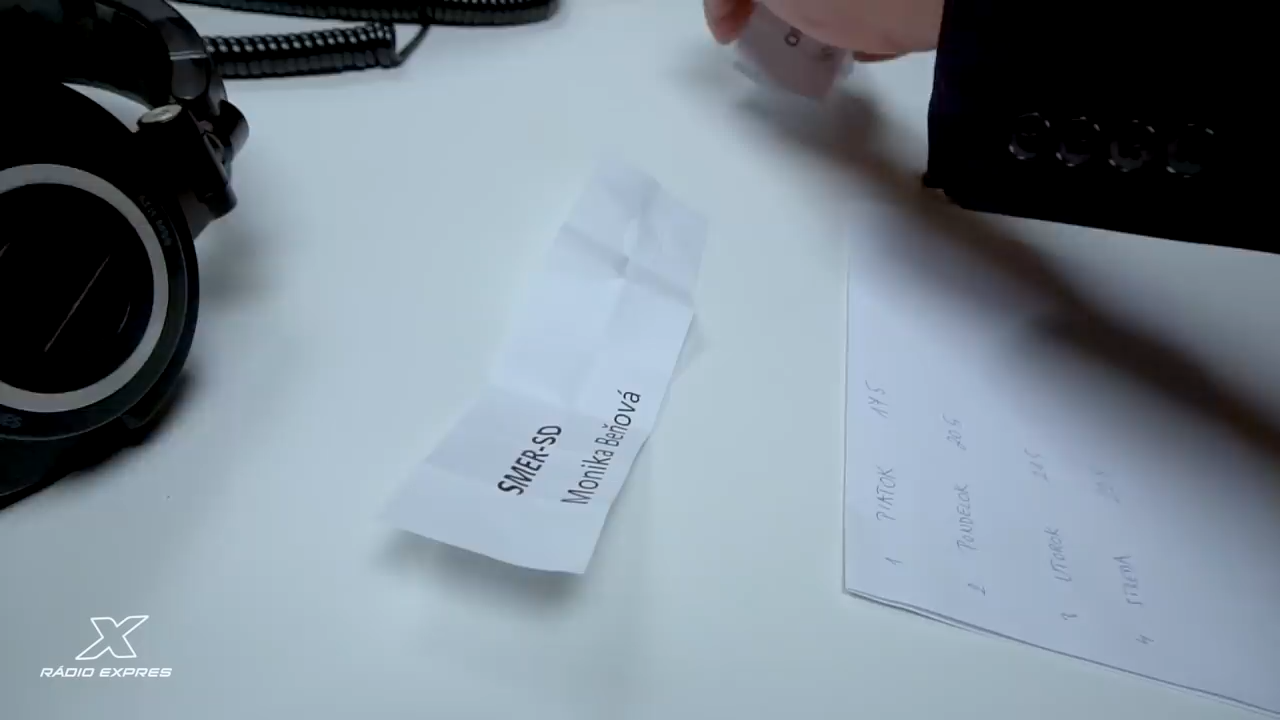 SMER-SD
Monika Beňová
1 PIATOK 17.5
2 PONDELOK 20.5
3 UTOROK 21.5
4 STREDA
X
RÁDIO EXPRES